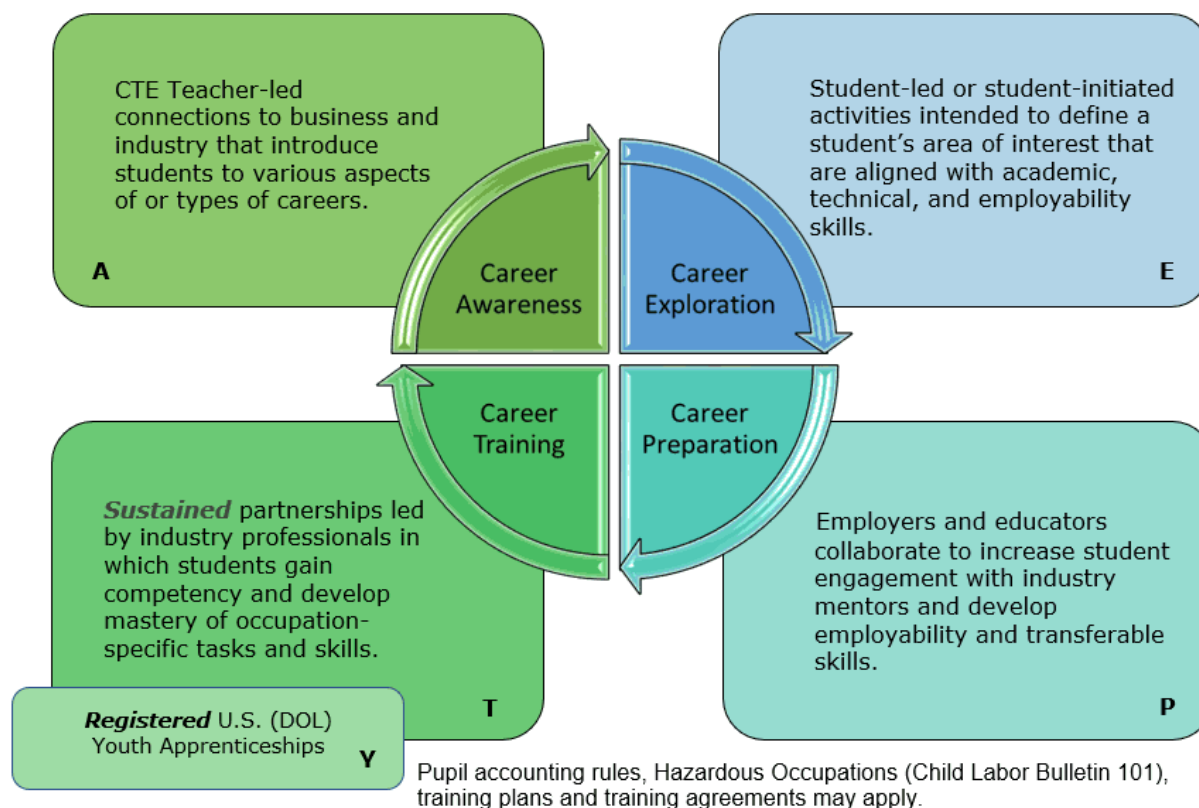 CTE Teacher-led
connections to business and
industry that introduce
students to various aspects
of or types of careers.
A
Student-led or student-initiated
activities intended to define a
student's area of interest that
are aligned with academic,
technical, and employability
skills.
E
Career
Awareness
Career
Exploration
Career
Training
Career
Preparation
Sustained partnerships led
by industry professionals in
which students gain
competency and develop
mastery of occupation-
specific tasks and skills.
T
Employers and educators
collaborate to increase student
engagement with industry
mentors and develop
employability and transferable
skills.
P
Registered U.S. (DOL)
Youth Apprenticeships
Y
Pupil accounting rules, Hazardous Occupations (Child Labor Bulletin 101),
training plans and training agreements may apply.